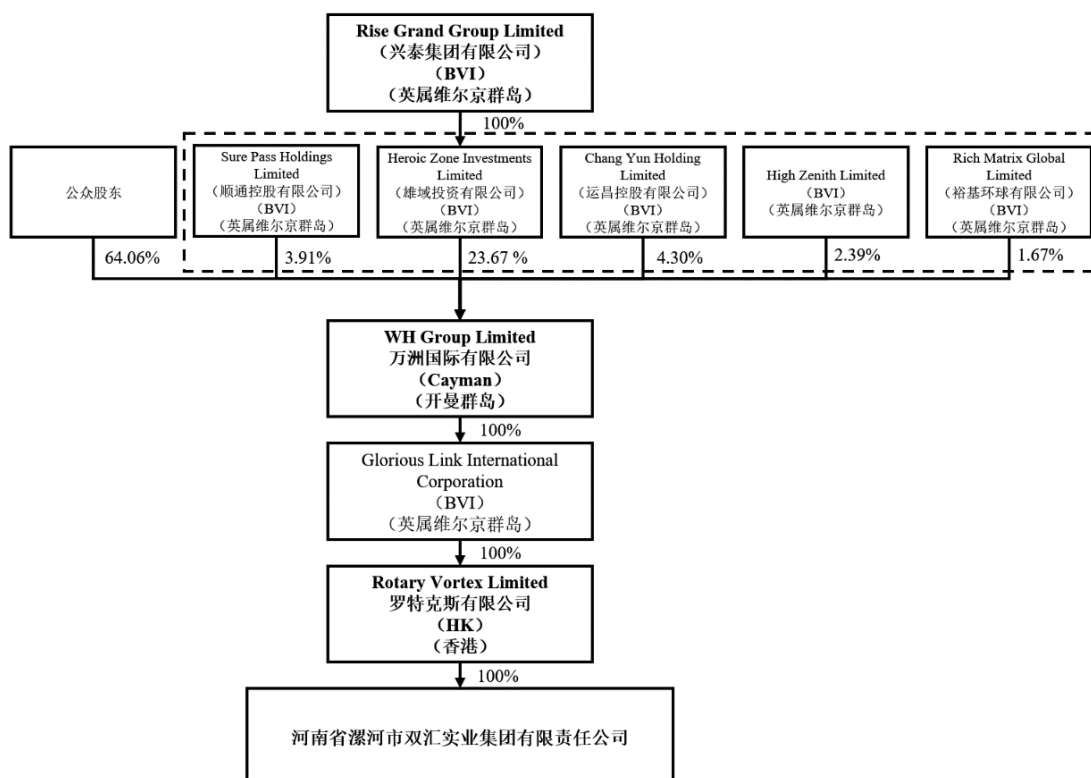 Rise Grand Group Limited
（兴泰集团有限公司）
（BVI）
（英属维尔京群岛）
100%
公众股东
Sure Pass Holdings
Limited
（顺通控股有限公司）
（BVI）
（英属维尔京群岛）
Heroic Zone Investments
Limited
（雄域投资有限公司）
（BVI）
（英属维尔京群岛）
Chang Yun Holding
Limited
（运昌控股有限公司）
（BVI）
（英属维尔京群岛）
High Zenith Limited
（BVI）
（英属维尔京群岛）
Rich Matrix Global
Limited
（裕基环球有限公司）
（BVI）
（英属维尔京群岛）
64.06%
3.91%
23.67 %
4.30%
2.39%
1.67%
WH Group Limited
万洲国际有限公司
（Cayman）
（开曼群岛）
100%
Glorious Link International
Corporation
（BVI）
（英属维尔京群岛）
100%
Rotary Vortex Limited
罗特克斯有限公司
（HK）
（香港）
100%
河南省漯河市双汇实业集团有限责任公司